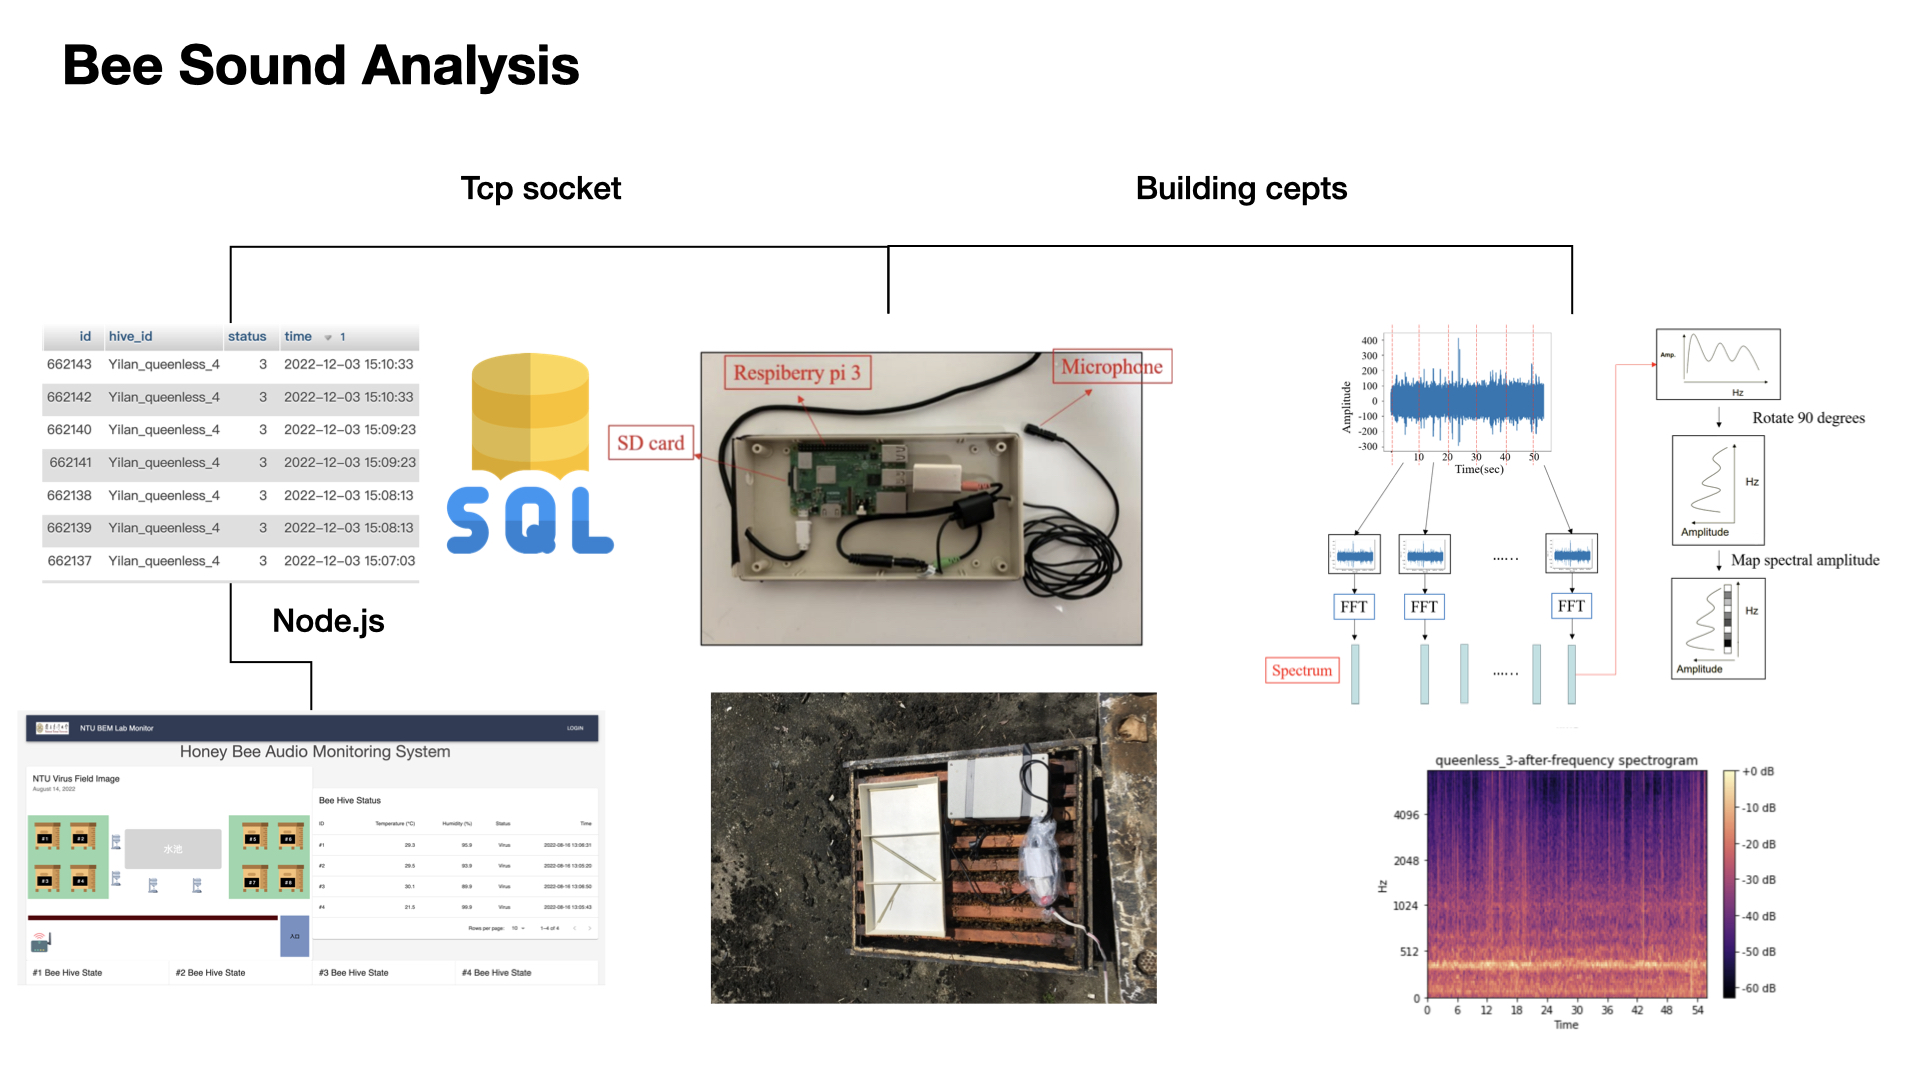 Bee Sound Analysis
Tcp socket
Building cepts
id hive_id status time 1
662143 Yilan_queenless_4 3 2022-12-03 15:10:33
662142 Yilan_queenless_4 3 2022-12-03 15:10:33
662140 Yilan_queenless_4 3 2022-12-03 15:09:23
662141 Yilan_queenless_4 3 2022-12-03 15:09:23
662138 Yilan_queenless_4 3 2022-12-03 15:08:13
662139 Yilan_queenless_4 3 2022-12-03 15:08:13
662137 Yilan_queenless_4 3 2022-12-03 15:07:03
SQL
Respiberry pi 3
Microphone
SD card
Node.js
NTU BEM Lab Monitor
LOGIN
Honey Bee Audio Monitoring System
NTU Virus Field Image
August 14, 2022
#1 #2
#5 #6
水池
#3 #4
#7 #8
入口
Bee Hive Status
ID Temperature (°C) Humidity (%) Status Time
#1 29.3 95.9 Virus 2022-08-16 13:06:31
#2 29.5 93.9 Virus 2022-08-16 13:05:20
#3 30.1 89.9 Virus 2022-08-16 13:06:50
#4 21.5 99.9 Virus 2022-08-16 13:05:43
Rows per page: 10 1–4 of 4
#1 Bee Hive State
#2 Bee Hive State
#3 Bee Hive State
#4 Bee Hive State
Amplitude
400
300
200
100
0
-100
-200
-300
10 20 30 40 50
Time(sec)
......
FFT FFT FFT
Spectrum
......
Amp.
Hz
Rotate 90 degrees
Hz
Amplitude
Map spectral amplitude
Hz
Amplitude
queenless_3-after-frequency spectrogram
Hz
4096
2048
1024
512
0
0 6 12 18 24 30 36 42 48 54
Time
+0 dB
-10 dB
-20 dB
-30 dB
-40 dB
-50 dB
-60 dB